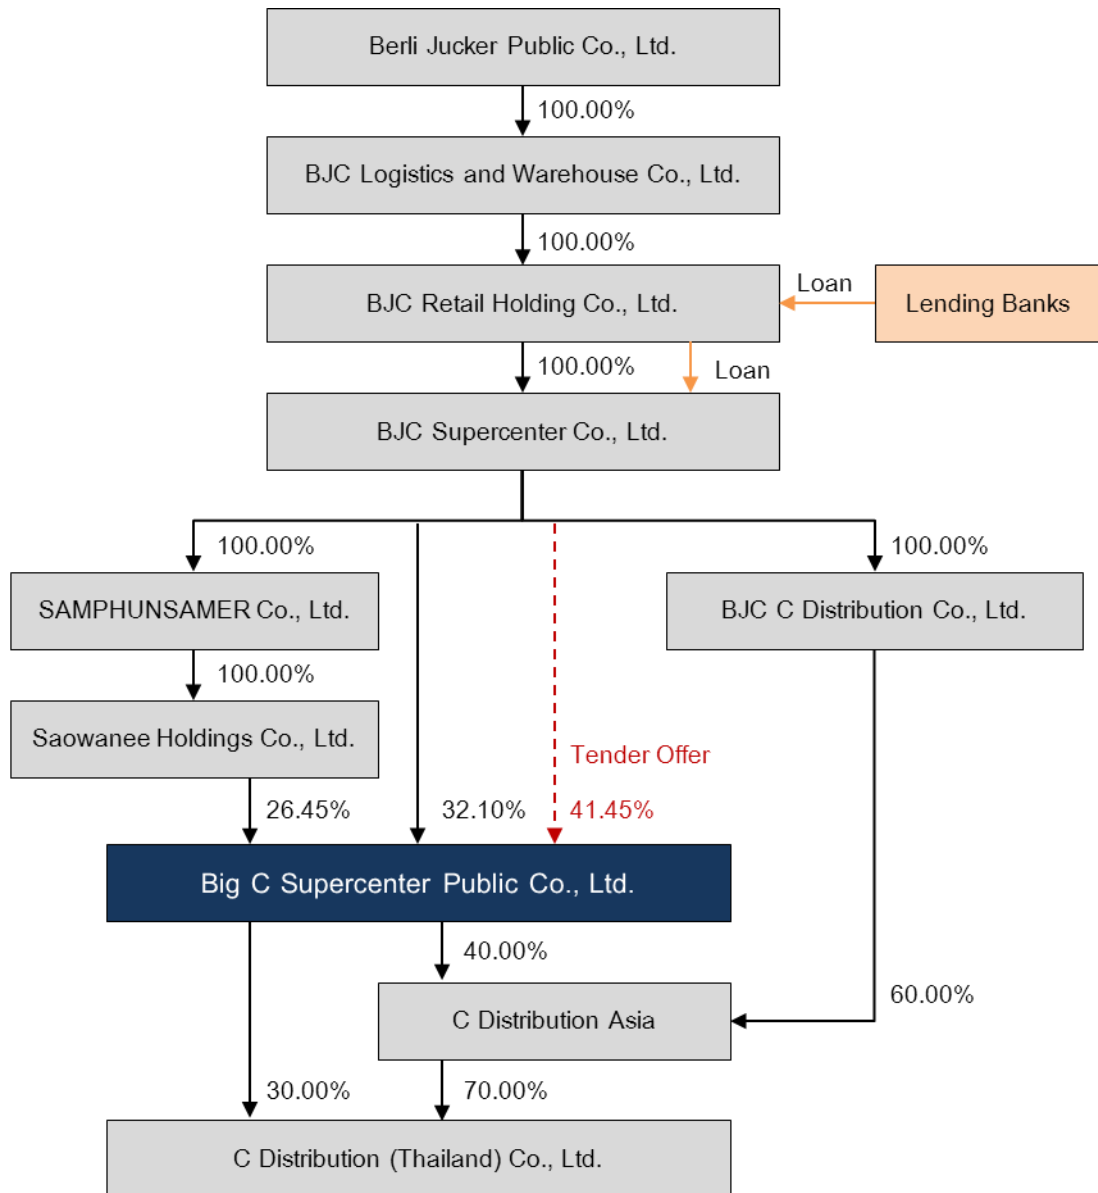 Berli Jucker Public Co., Ltd.
100.00%
BJC Logistics and Warehouse Co., Ltd.
100.00%
BJC Retail Holding Co., Ltd.
Loan
Lending Banks
100.00%
Loan
BJC Supercenter Co., Ltd.
100.00%
100.00%
SAMPHUNSAMER Co., Ltd.
BJC C Distribution Co., Ltd.
100.00%
Saowanee Holdings Co., Ltd.
Tender Offer
26.45%
32.10%
41.45%
Big C Supercenter Public Co., Ltd.
40.00%
60.00%
C Distribution Asia
30.00%
70.00%
C Distribution (Thailand) Co., Ltd.